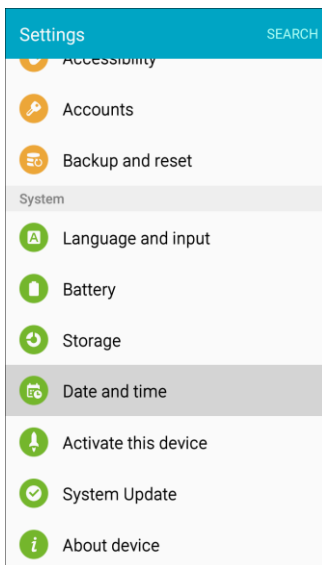 Settings
SEARCH
Accessibility
Accounts
Backup and reset
System
Language and input
Battery
Storage
Date and time
Activate this device
System Update
About device